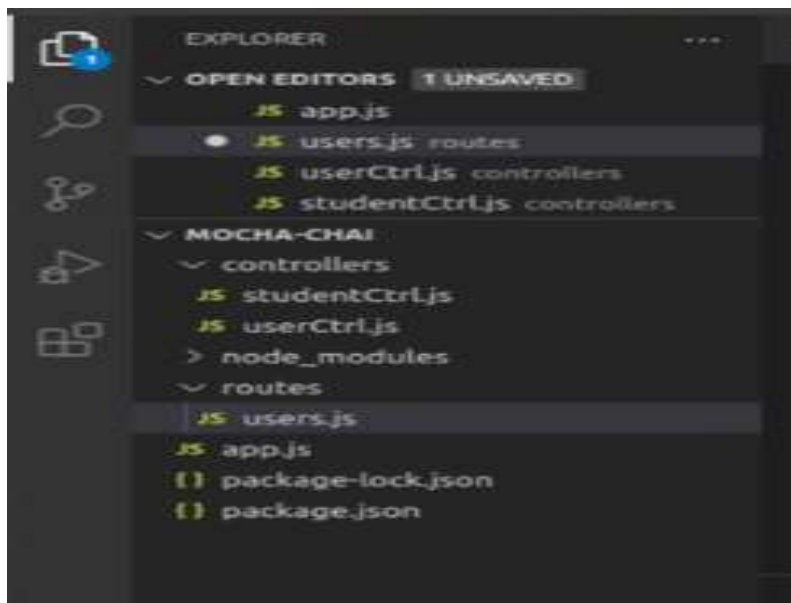 EXPLORER ...
OPEN EDITORS 1 UNSAVED
JS app.js
JS users.js routes
JS userCtrl.js controllers
JS studentCtrl.js controllers
MOCHA-CHAI
controllers
JS studentCtrl.js
JS userCtrl.js
node_modules
routes
JS users.js
JS app.js
{} package-lock.json
{} package.json
1